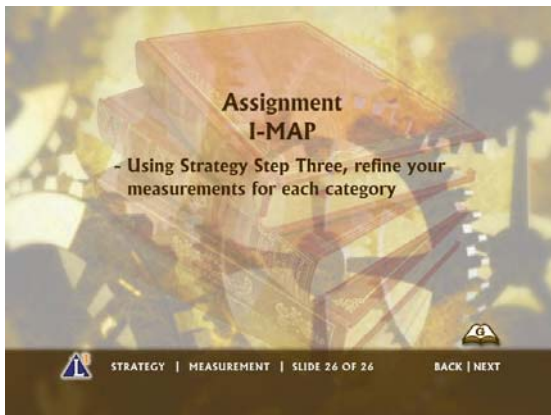 Assignment
I-MAP
- Using Strategy Step Three, refine your
measurements for each category
G
STRATEGY | MEASUREMENT | SLIDE 26 OF 26 BACK | NEXT